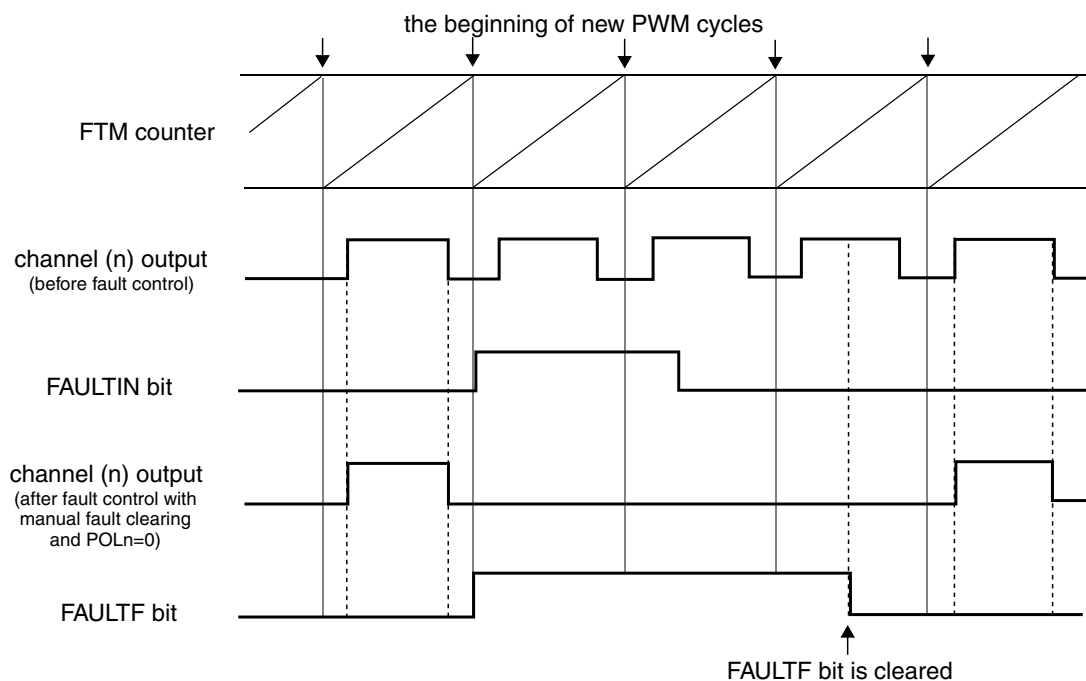 the beginning of new PWM cycles
FTM counter
channel (n) output
(before fault control)
FAULTIN bit
channel (n) output
(after fault control with
manual fault clearing
and POLn=0)
FAULTF bit
FAULTF bit is cleared